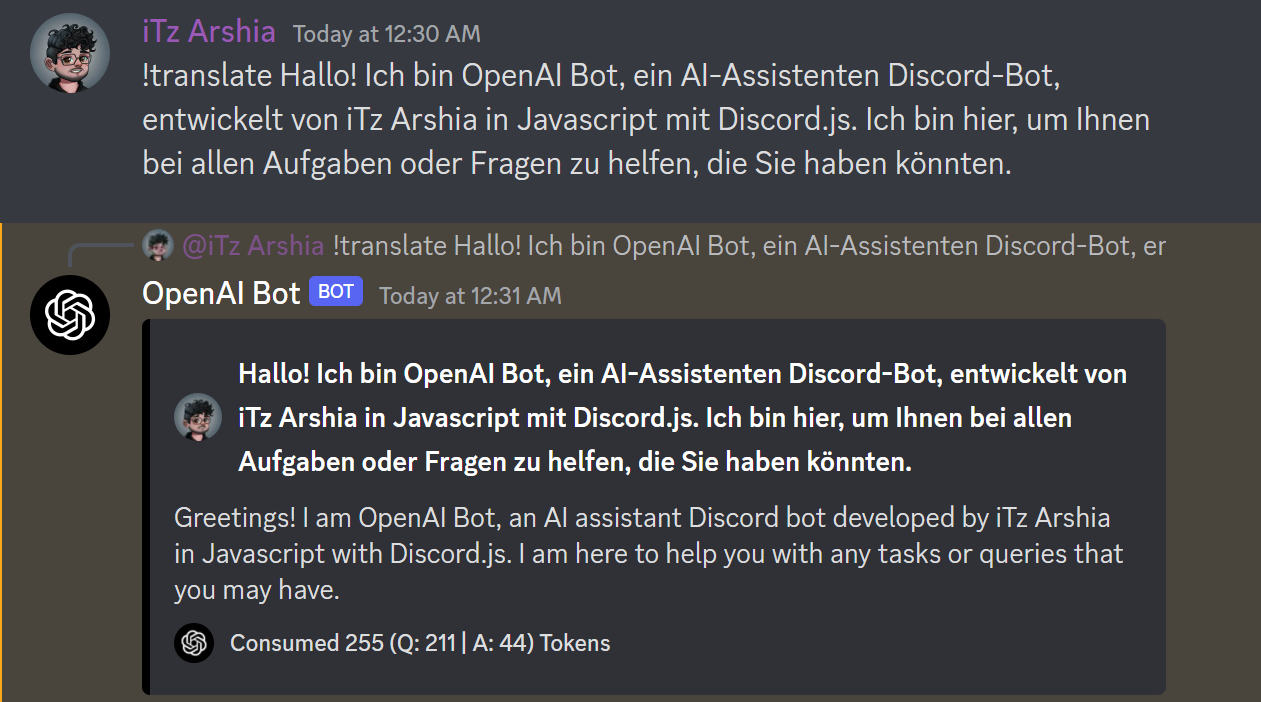 iTz Arshia Today at 12:30 AM
!translate Hallo! Ich bin OpenAI Bot, ein AI-Assistenten Discord-Bot,
entwickelt von iTz Arshia in Javascript mit Discord.js. Ich bin hier, um Ihnen
bei allen Aufgaben oder Fragen zu helfen, die Sie haben könnten.
@iTz Arshia !translate Hallo! Ich bin OpenAI Bot, ein AI-Assistenten Discord-Bot, er
OpenAI Bot BOT Today at 12:31 AM
Hallo! Ich bin OpenAI Bot, ein AI-Assistenten Discord-Bot, entwickelt von
iTz Arshia in Javascript mit Discord.js. Ich bin hier, um Ihnen bei allen
Aufgaben oder Fragen zu helfen, die Sie haben könnten.
Greetings! I am OpenAI Bot, an AI assistant Discord bot developed by iTz Arshia
in Javascript with Discord.js. I am here to help you with any tasks or queries that
you may have.
Consumed 255 (Q: 211 | A: 44) Tokens